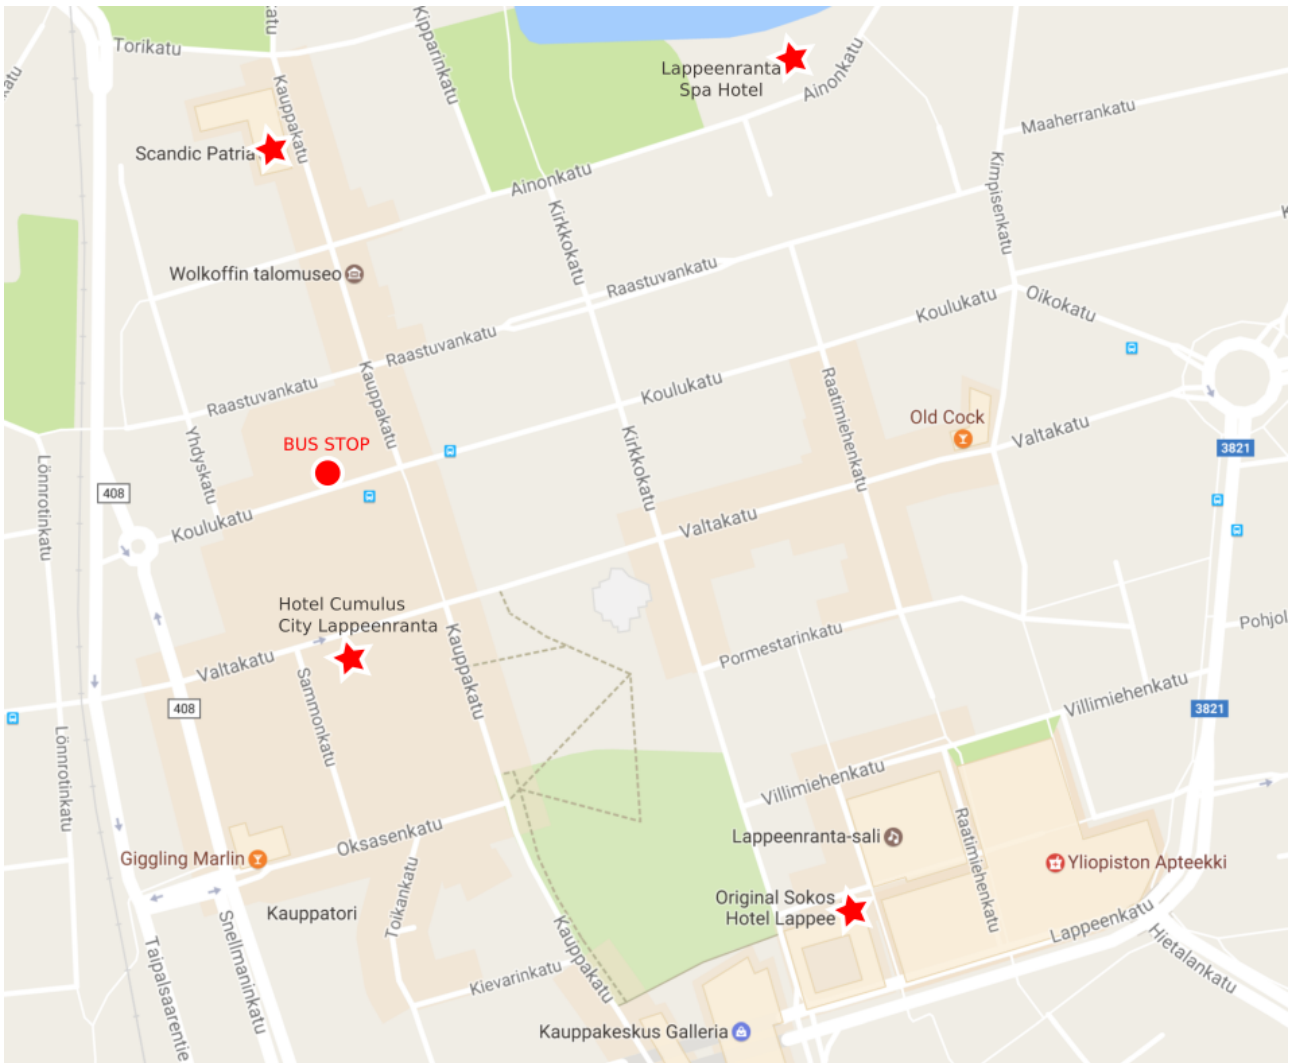 Torikatu
katu
Kauppakatu
Kipparinkatu
Lappeenranta
Spa Hotel
Ainonkatu
Maaherrankatu
Scandic Patria
Ainonkatu
Kimpisenkatu
Kirkkokatu
Wolkoffin talomuseo
Raastuvankatu
Koulukatu
Oikokatu
Raastuvankatu
Kauppakatu
Raastuvankatu
Koulukatu
Raatimiehenkatu
Old Cock
Valtakatu
3821
BUS STOP
Yhdyskatu
Kirkkokatu
Lönnrotinkatu
408
Koulukatu
Valtakatu
Hotel Cumulus
City Lappeenranta
Pohjol
Kauppakatu
Pormestarinkatu
Valtakatu
Sammonkatu
408
Villimiehenkatu
3821
Lönnrotinkatu
Villimiehenkatu
Oksasenkatu
Lappeenranta-sali
Raatimiehenkatu
Giggling Marlin
Yliopiston Apteekki
Toikankatu
Original Sokos
Hotel Lappee
Kauppatori
Lappeenkatu
Snellmaninkatu
Kauppakatu
Hietalankatu
Taipalsaarentie
Kievarinkatu
Kauppakeskus Galleria